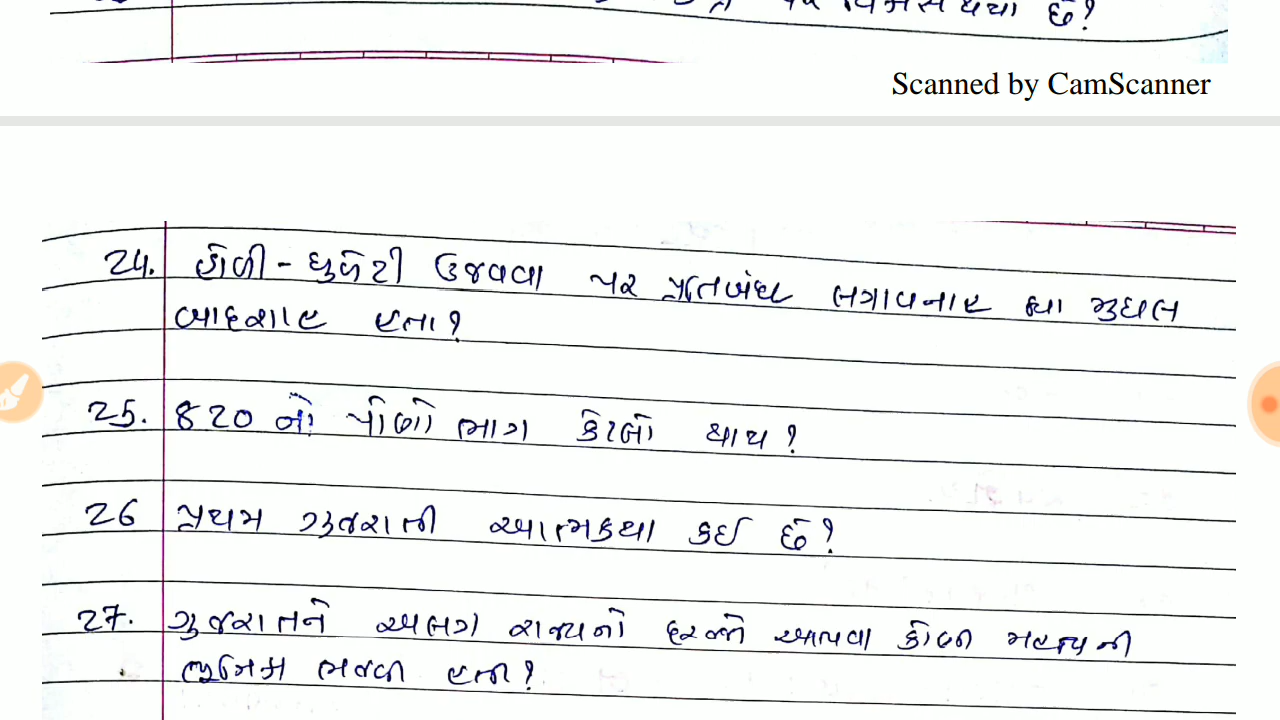 છે?
Scanned by CamScanner
24. હોળી - ધુળેટી ઉજવવા પર પ્રતિબંધ લગાવનાર ક્યા મુઘલ
બાદશાહ હતા?
25. 820 નો પોણો ભાગ કેટલો થાય?
26 પ્રથમ ગુજરાતી આત્મકથા કઈ છે?
27. ગુજરાતને અલગ રાજ્યનો દરજ્જો આપવા કોણે મહત્વની
ભુમિકા ભજવી હતી?